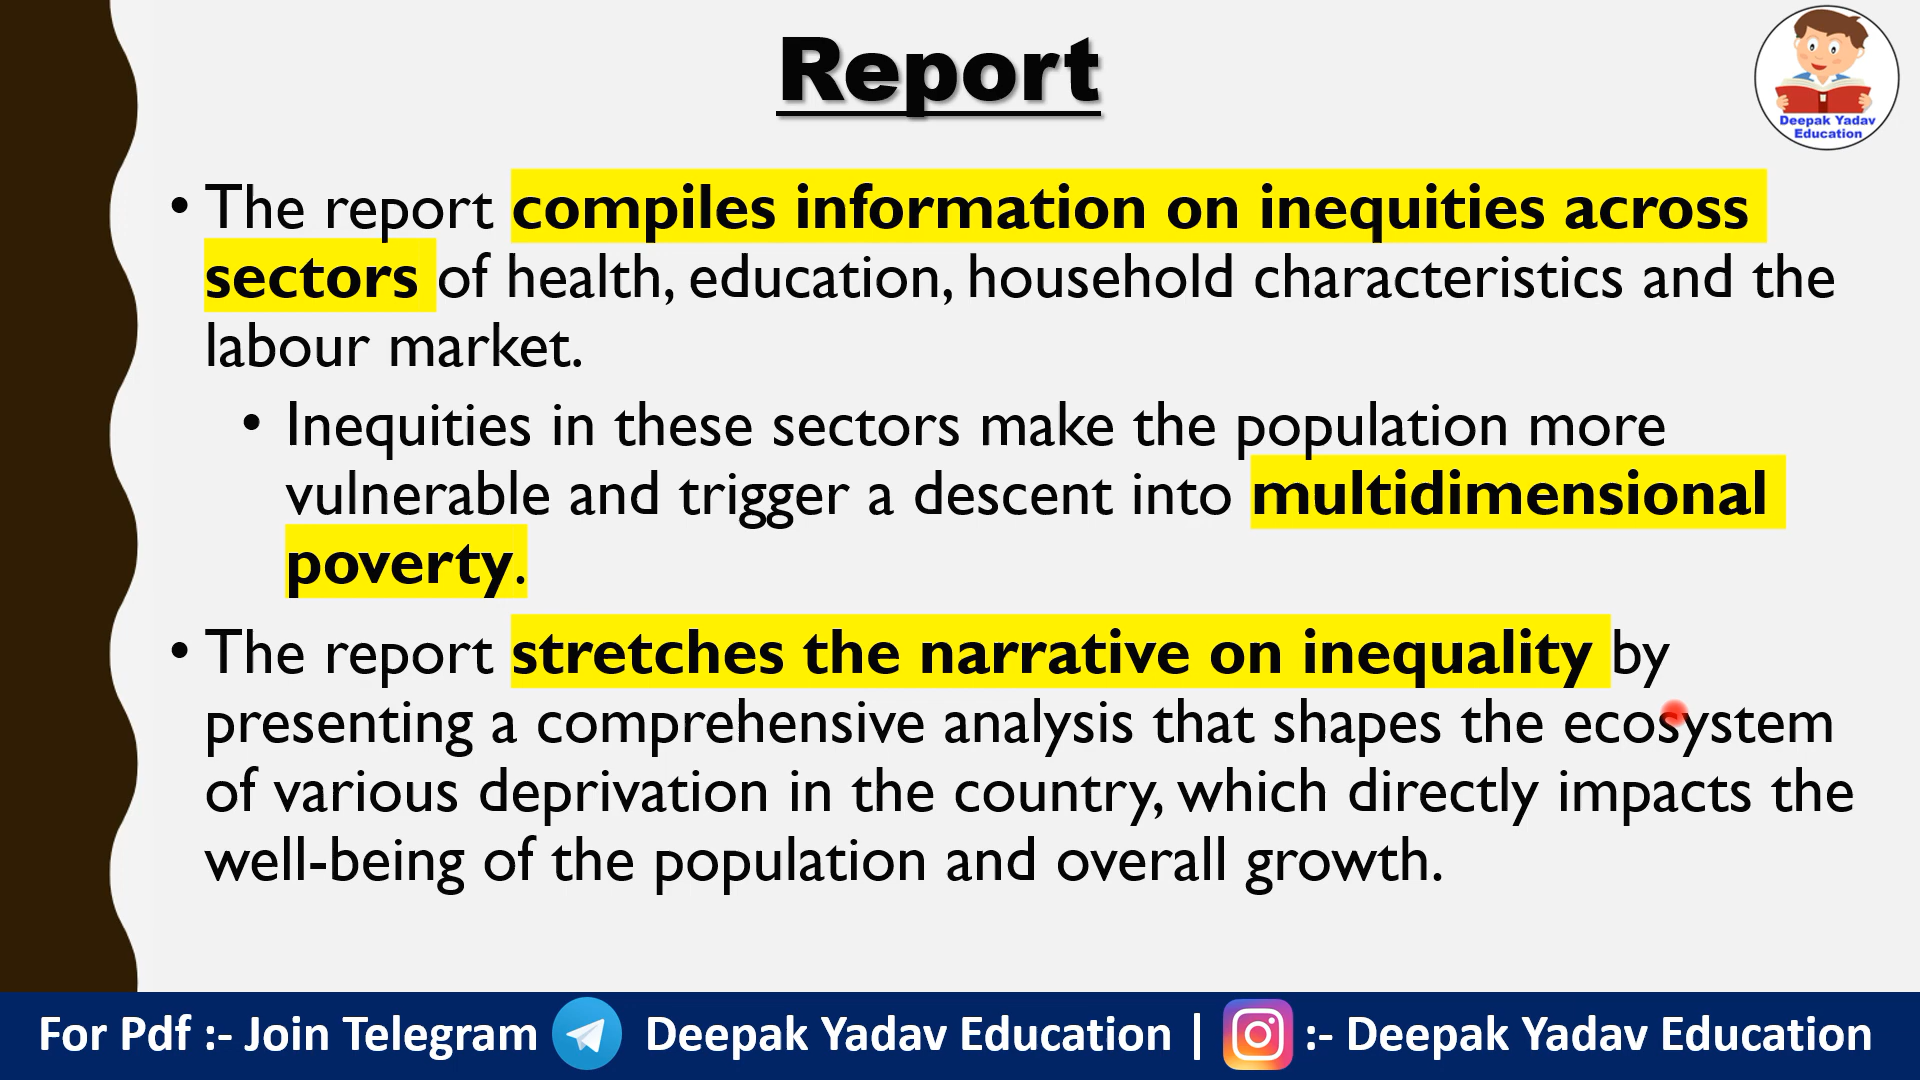 Report
Deepak Yadav
Education
• The report compiles information on inequities across
sectors of health, education, household characteristics and the
labour market.
• Inequities in these sectors make the population more
vulnerable and trigger a descent into multidimensional
poverty.
• The report stretches the narrative on inequality by
presenting a comprehensive analysis that shapes the ecosystem
of various deprivation in the country, which directly impacts the
well-being of the population and overall growth.
For Pdf :- Join Telegram Deepak Yadav Education | :- Deepak Yadav Education